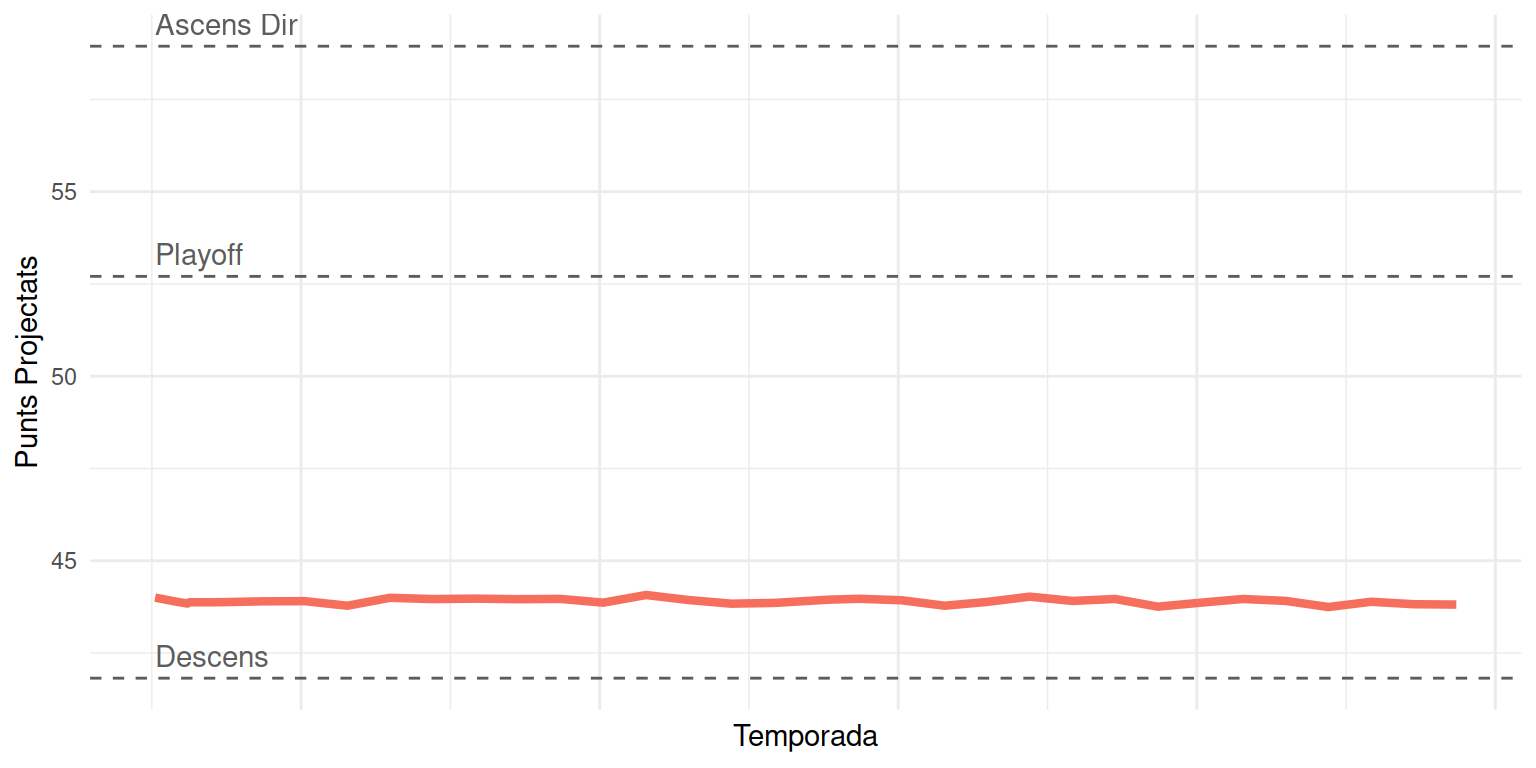 Ascens Dir
55
Playoff
50
45
Descens
Punts Projectats
Temporada